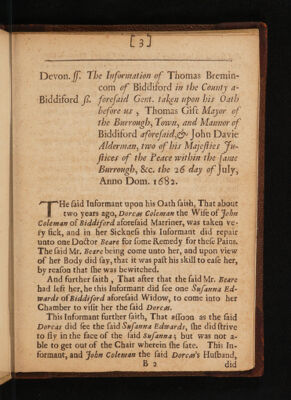 [3]
Devon. ſſ. The Information of Thomas Bremin-
com of Biddiford in the County a-
Biddiford ſſ. foreſaid Gent. taken upon his Oath
before us, Thomas Giſt Mayor of
the Burrough, Town, and Mannor of
Biddiford aforeſaid, & John Davie
Alderman, two of his Majeſties Ju-
ſtices of the Peace within the ſame
Burrough, &c. the 26 day of July,
Anno Dom. 1682.
THe ſaid Informant upon his Oath ſaith, That about
two years ago, Dorcas Coleman the Wife of John
Coleman of Biddiford aforeſaid Mariner, was taken ve-
ry ſick, and in her Sickneſs this Informant did repair
unto one Doctor Beare for ſome Remedy for theſe Pains.
The ſaid Mr. Beare being come unto her, and upon view
of her Body did ſay, that it was paſt his skill to eaſe her,
by reaſon that ſhe was bewitched.
And further ſaith, That after that the ſaid Mr. Beare
had left her, he this Informant did ſee one Suſanna Ed-
wards of Biddiford aforeſaid Widow, to come into her
Chamber to viſit her the ſaid Dorcas.
This Informant further ſaith, That aſſoon as the ſaid
Dorcas did ſee the ſaid Suſanna Edwards, ſhe did ſtrive
to fly in the face of the ſaid Suſanna; but was not a-
ble to get out of the Chair wherein ſhe ſate. This In-
formant, and John Coleman the ſaid Dorcas's Husband,
B 2 did